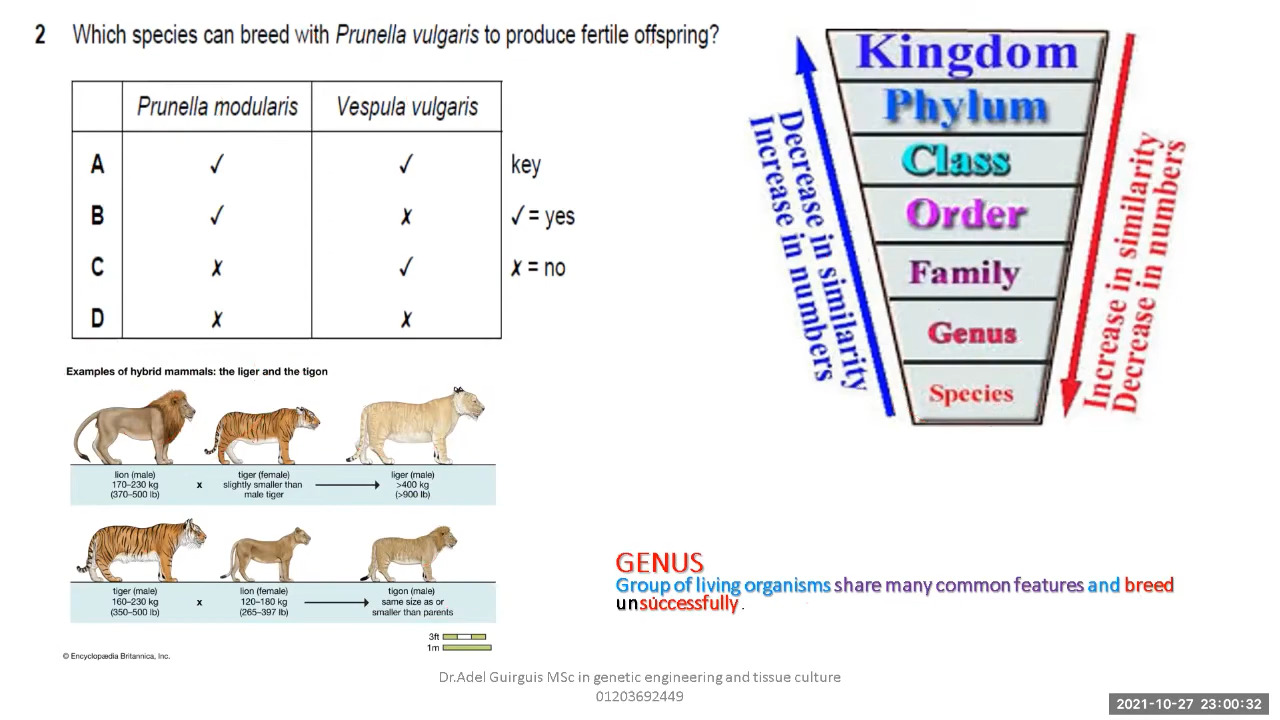 2 Which species can breed with Prunella vulgaris to produce fertile offspring?
Prunella modularis Vespula vulgaris
A ✓ ✓ key
B ✓ ✗ ✓ = yes
C ✗ ✓ ✗ = no
D ✗ ✗
Kingdom
Phylum
Class
Order
Family
Genus
Species
Decrease in similarity
Increase in numbers
Increase in similarity
Decrease in numbers
Examples of hybrid mammals: the liger and the tigon
lion (male) tiger (female) liger (male)
170–230 kg x slightly smaller than >400 kg
(370–500 lb) male tiger (>900 lb)
tiger (male) lion (female) tigon (male)
160–230 kg x 120–180 kg same size as or
(350–500 lb) (265–397 lb) smaller than parents
3ft
1m
© Encyclopædia Britannica, Inc.
GENUS
Group of living organisms share many common features and breed
unsuccessfully .
Dr.Adel Guirguis MSc in genetic engineering and tissue culture
01203692449
2021-10-27 23:00:32